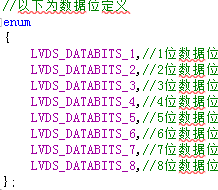 //以下为数据位定义
enum
{
LVDS_DATABITS_1,//1位数据位
LVDS_DATABITS_2,//2位数据位
LVDS_DATABITS_3,//3位数据位
LVDS_DATABITS_4,//4位数据位
LVDS_DATABITS_5,//5位数据位
LVDS_DATABITS_6,//6位数据位
LVDS_DATABITS_7,//7位数据位
LVDS_DATABITS_8,//8位数据位
};